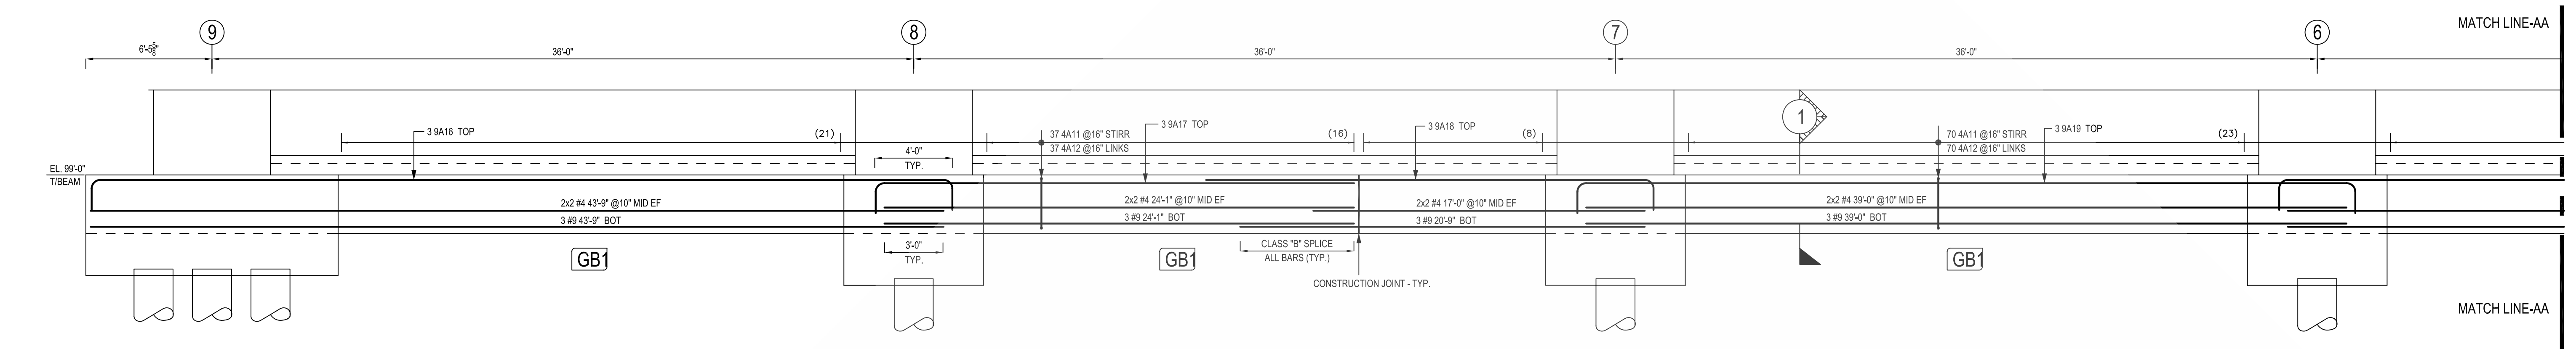 MATCH LINE-AA
9
8
7
6
6'-5⅝"
36'-0"
36'-0"
36'-0"
1
3 9A16 TOP
(21)
37 4A11 @16" STIRR
37 4A12 @16" LINKS
3 9A17 TOP
(16)
3 9A18 TOP
(8)
70 4A11 @16" STIRR
70 4A12 @16" LINKS
3 9A19 TOP
(23)
4'-0"
TYP.
EL. 99'-0"
T/BEAM
2x2 #4 43'-9" @10" MID EF
2x2 #4 24'-1" @10" MID EF
2x2 #4 17'-0" @10" MID EF
2x2 #4 39'-0" @10" MID EF
3 #9 43'-9" BOT
3 #9 24'-1" BOT
3 #9 20'-9" BOT
3 #9 39'-0" BOT
3'-0"
TYP.
CLASS "B" SPLICE
ALL BARS (TYP.)
GB1
GB1
GB1
CONSTRUCTION JOINT - TYP.
MATCH LINE-AA